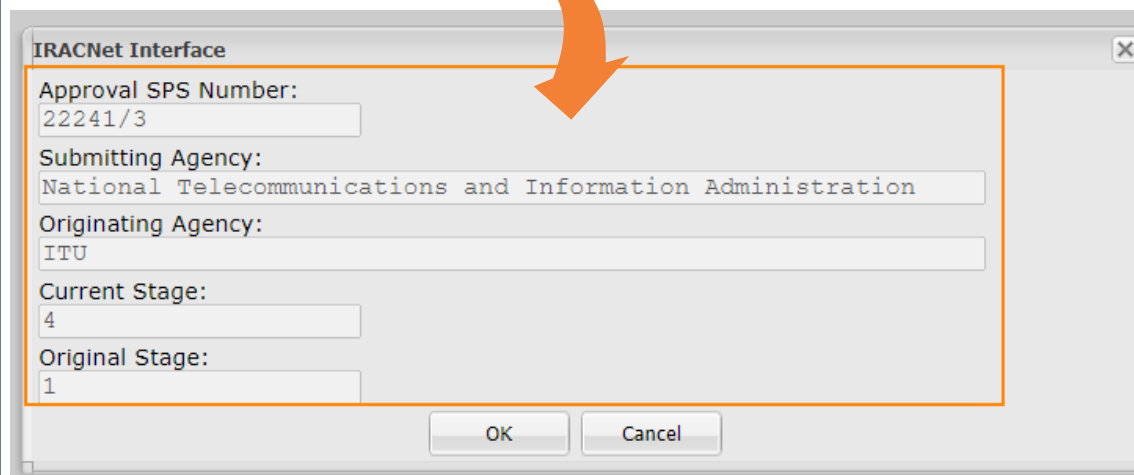 IRACNet Interface
Approval SPS Number:
22241/3
Submitting Agency:
National Telecommunications and Information Administration
Originating Agency:
ITU
Current Stage:
4
Original Stage:
1
OK Cancel